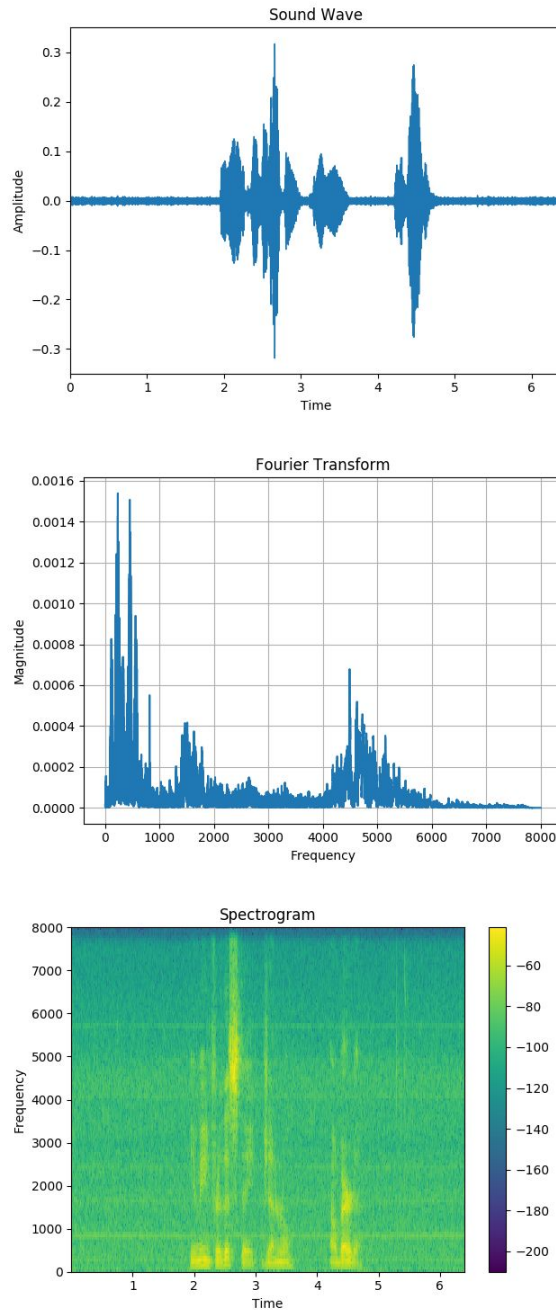 Sound Wave
0.3
0.2
0.1
0.0
−0.1
−0.2
−0.3
Amplitude
0 1 2 3 4 5 6
Time
Fourier Transform
0.0016
0.0014
0.0012
0.0010
0.0008
0.0006
0.0004
0.0002
0.0000
Magnitude
0 1000 2000 3000 4000 5000 6000 7000 8000
Frequency
Spectrogram
8000
7000
6000
5000
4000
3000
2000
1000
0
Frequency
1 2 3 4 5 6
Time
−60
−80
−100
−120
−140
−160
−180
−200